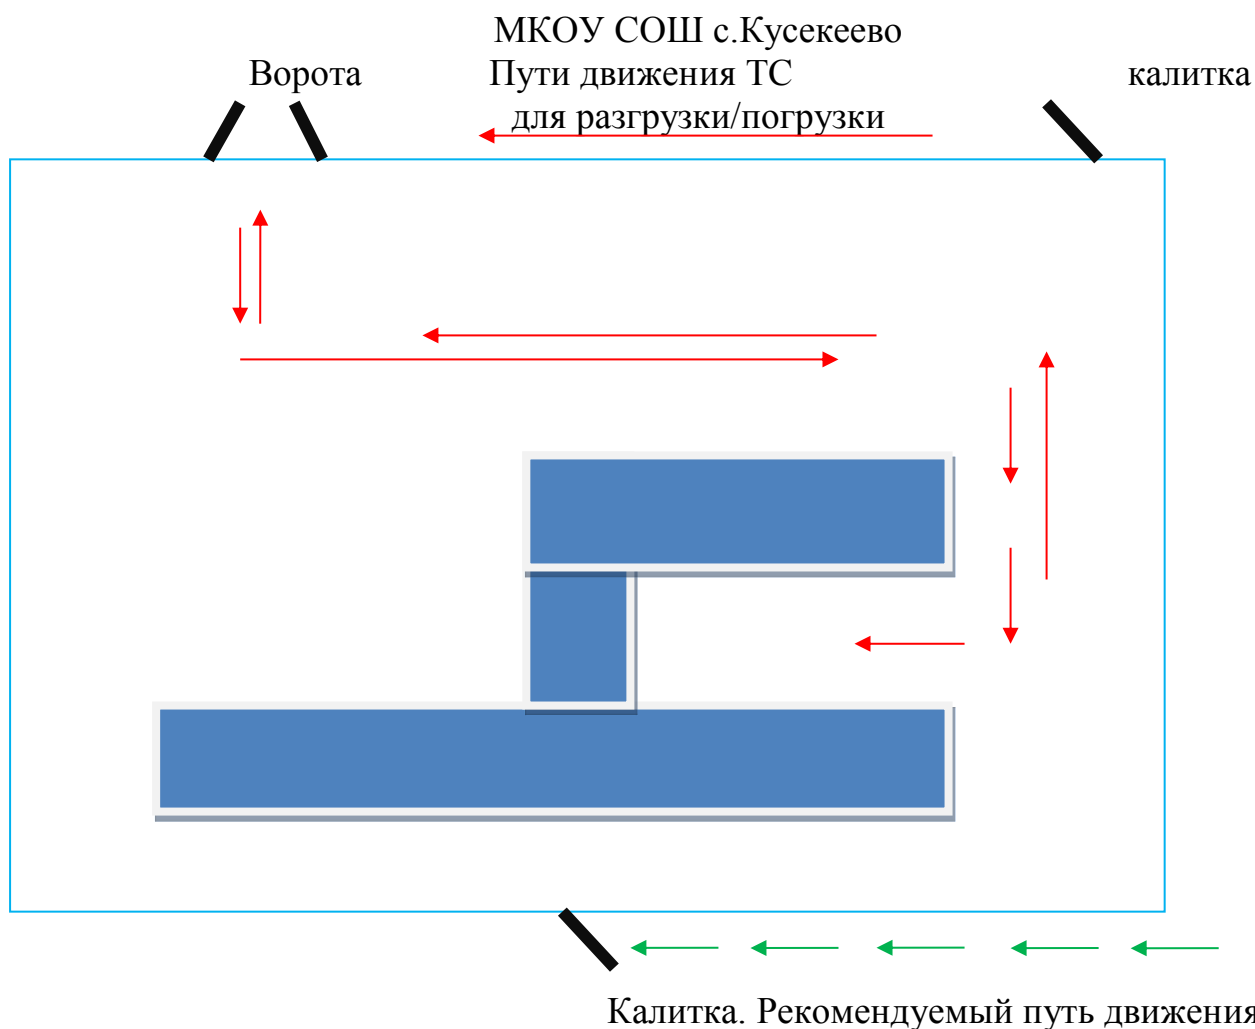 МКОУ СОШ с.Кусекеево
Ворота Пути движения ТС калитка
для разгрузки/погрузки
Калитка. Рекомендуемый путь движения